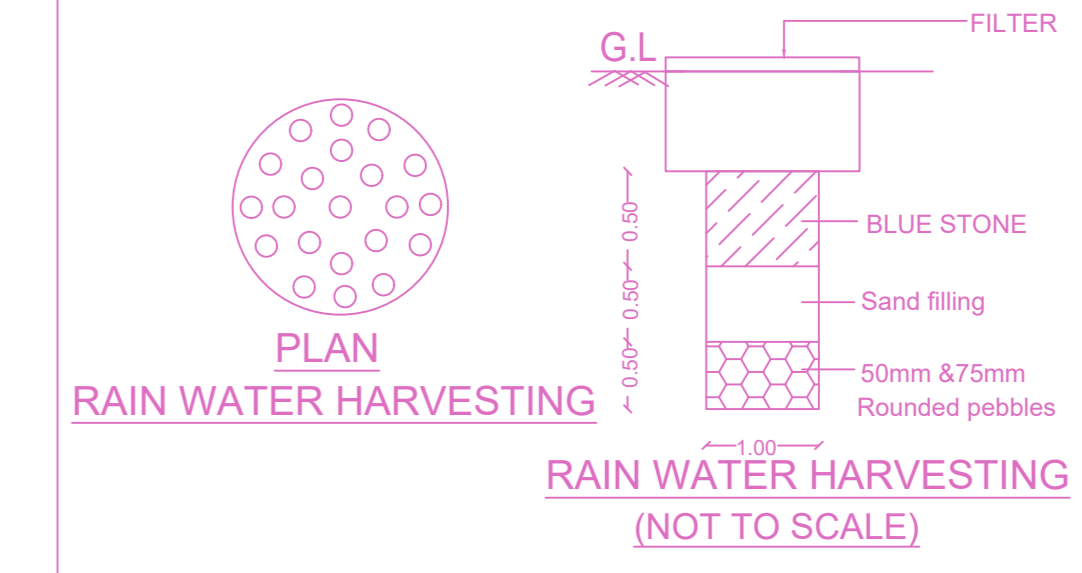 FILTER
G.L
0.50
BLUE STONE
0.50
Sand filling
0.50
50mm &75mm
Rounded pebbles
1.00
PLAN
RAIN WATER HARVESTING
RAIN WATER HARVESTING
(NOT TO SCALE)